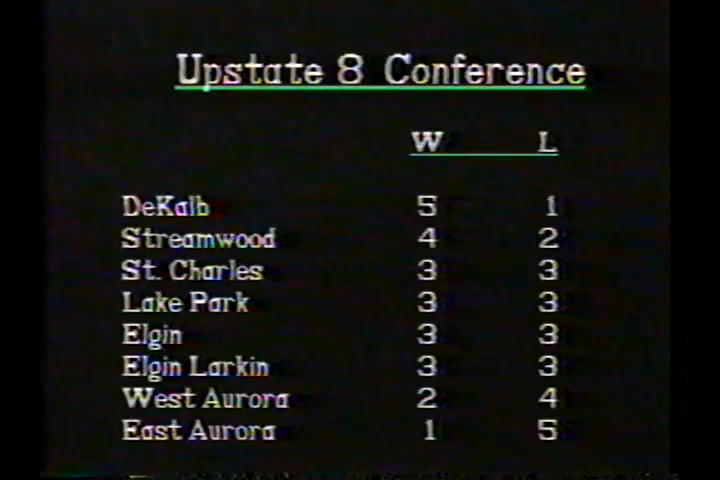 Upstate 8 Conference
W L
DeKalb 5 1
Streamwood 4 2
St. Charles 3 3
Lake Park 3 3
Elgin 3 3
Elgin Larkin 3 3
West Aurora 2 4
East Aurora 1 5